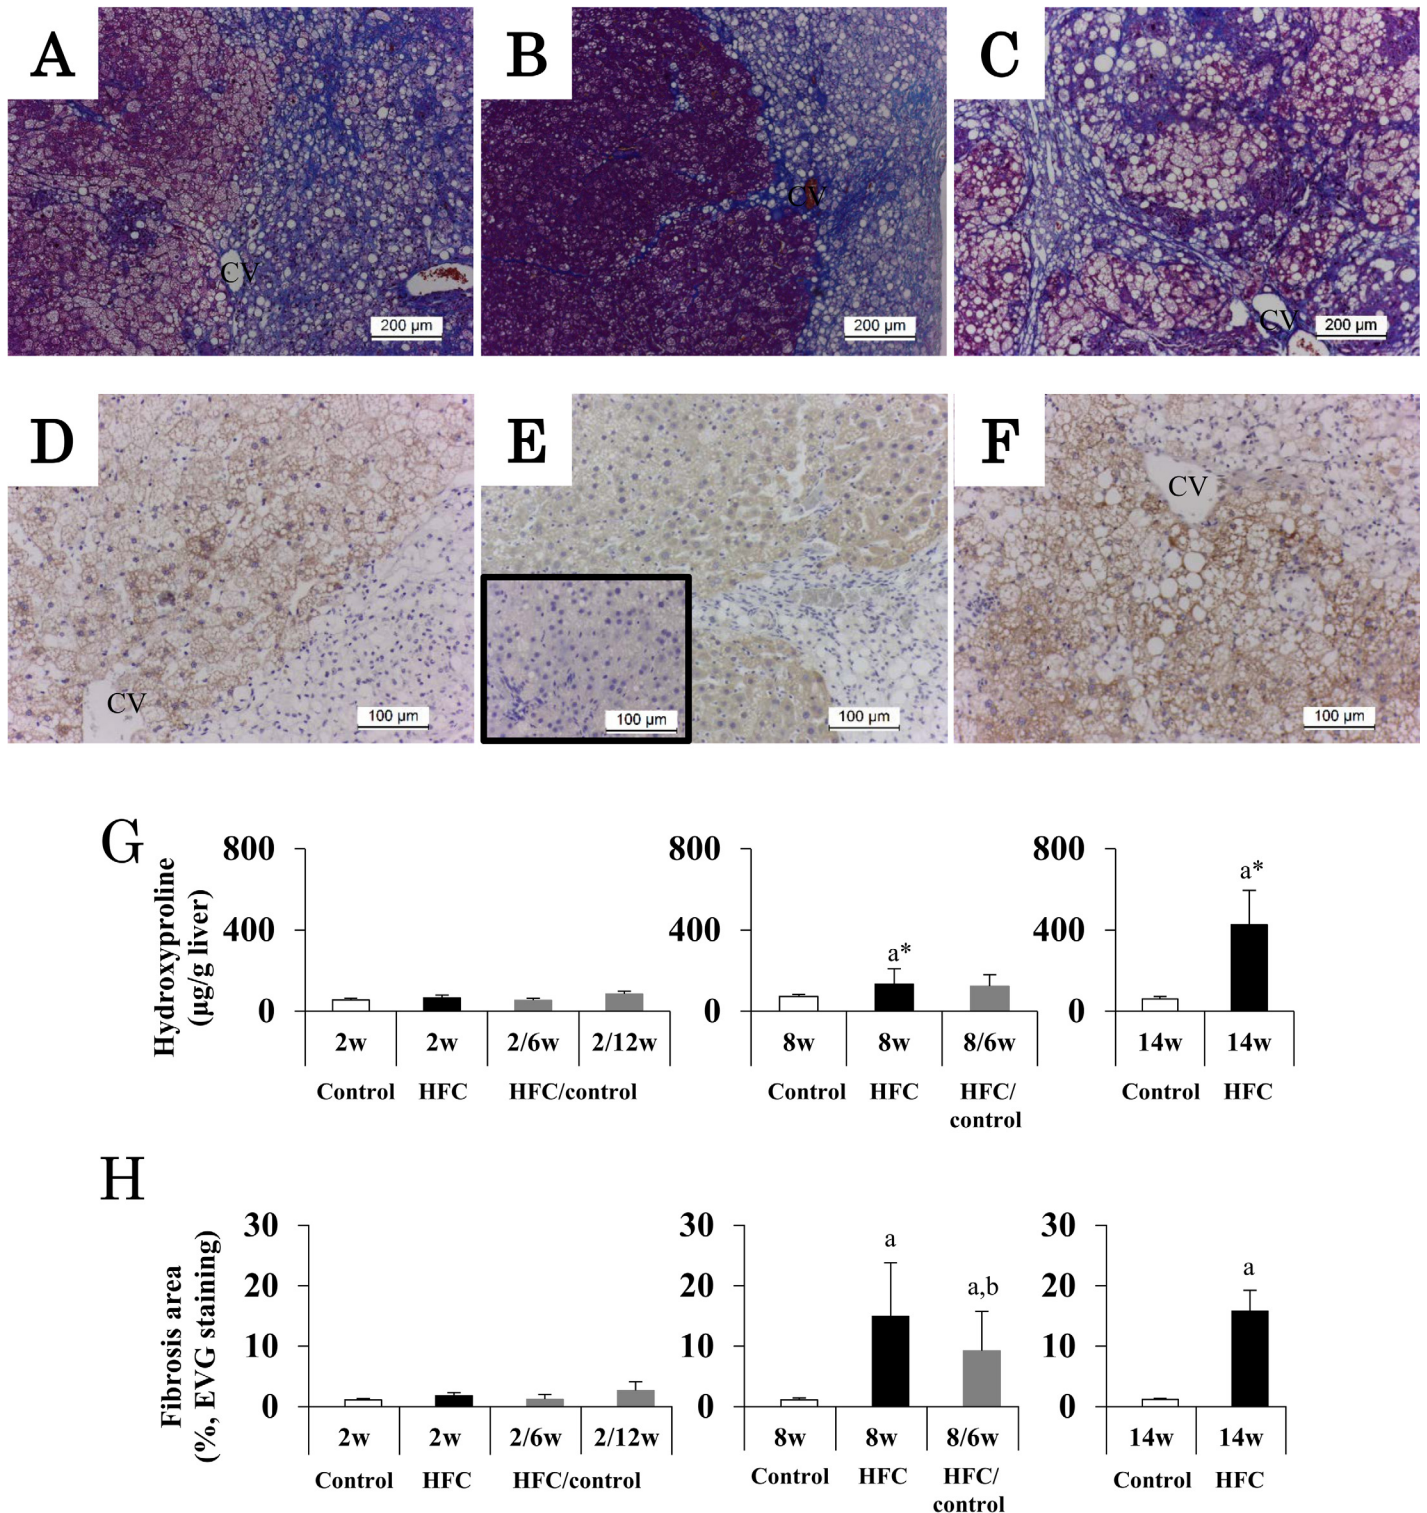 A
B
C
CV
CV
CV
200 µm
200 µm
200 µm
D
E
F
CV
CV
100 µm
100 µm
100 µm
100 µm
G
Hydroxyproline
(µg/g liver)
800
400
0
2w
2w
2/6w
2/12w
Control
HFC
HFC/control
800
400
0
a*
8w
8w
8/6w
Control
HFC
HFC/
control
800
400
0
a*
14w
14w
Control
HFC
H
Fibrosis area
(%, EVG staining)
30
20
10
0
2w
2w
2/6w
2/12w
Control
HFC
HFC/control
30
20
10
0
a
a,b
8w
8w
8/6w
Control
HFC
HFC/
control
30
20
10
0
a
14w
14w
Control
HFC